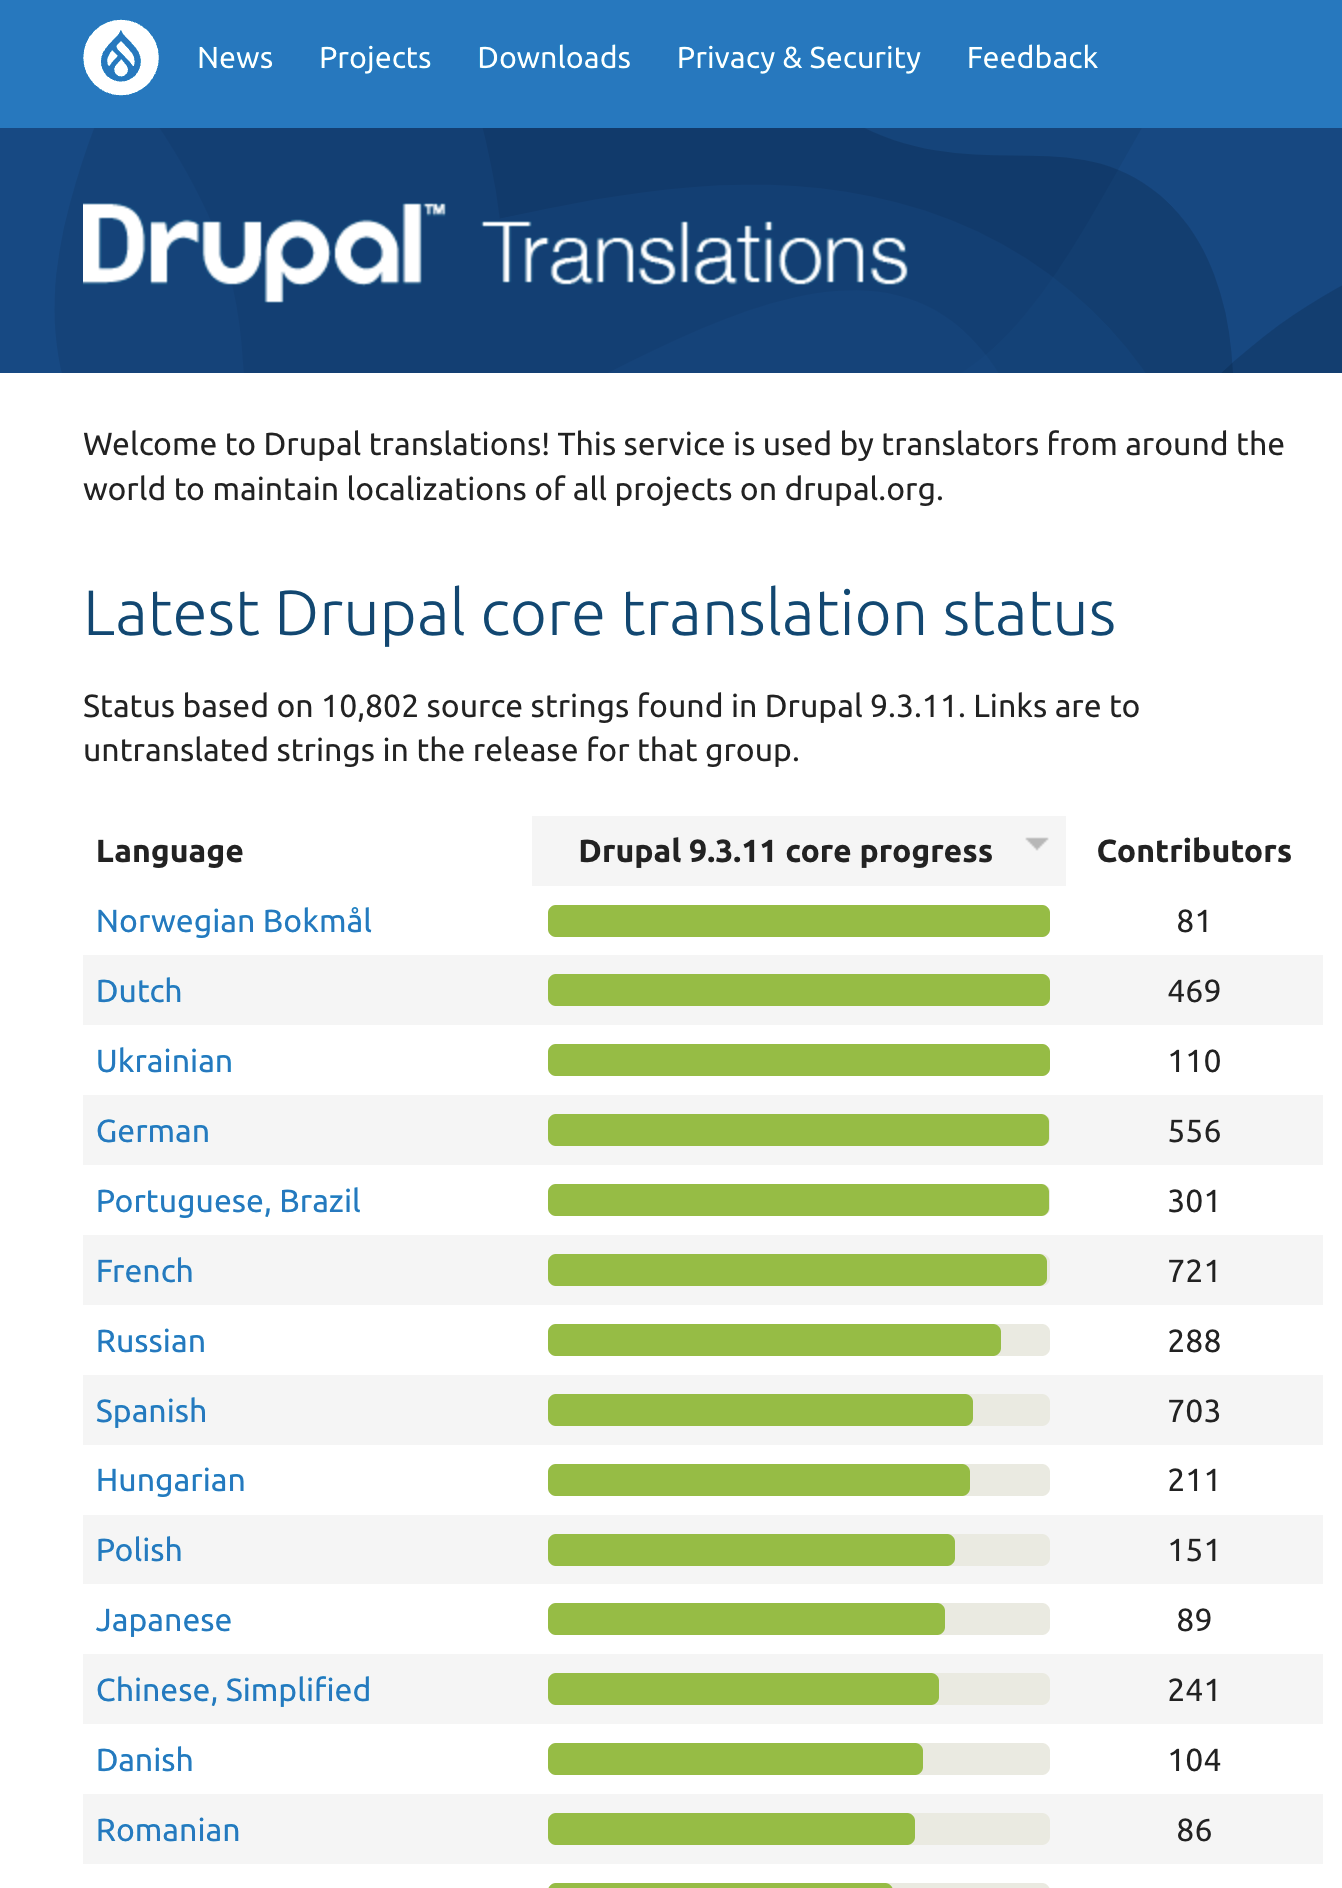 News Projects Downloads Privacy & Security Feedback
Drupal™ Translations
Welcome to Drupal translations! This service is used by translators from around the
world to maintain localizations of all projects on drupal.org.
Latest Drupal core translation status
Status based on 10,802 source strings found in Drupal 9.3.11. Links are to
untranslated strings in the release for that group.
Language Drupal 9.3.11 core progress Contributors
Norwegian Bokmål 81
Dutch 469
Ukrainian 110
German 556
Portuguese, Brazil 301
French 721
Russian 288
Spanish 703
Hungarian 211
Polish 151
Japanese 89
Chinese, Simplified 241
Danish 104
Romanian 86